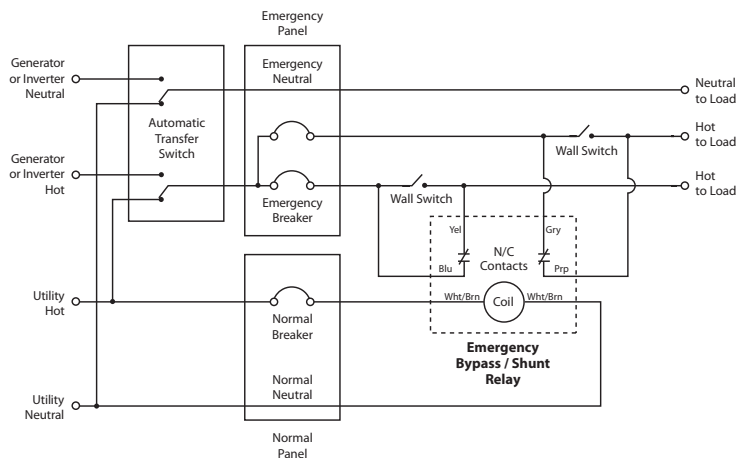 Emergency
Panel
Generator
or Inverter
Neutral
Emergency
Neutral
Neutral
to Load
Automatic
Transfer
Switch
Hot
to Load
Wall Switch
Generator
or Inverter
Hot
Hot
to Load
Emergency
Breaker
Wall Switch
Yel
Gry
N/C
Contacts
Blu
Prp
Utility
Hot
Wht/Brn
Coil
Wht/Brn
Normal
Breaker
Emergency
Bypass / Shunt
Relay
Normal
Neutral
Utility
Neutral
Normal
Panel